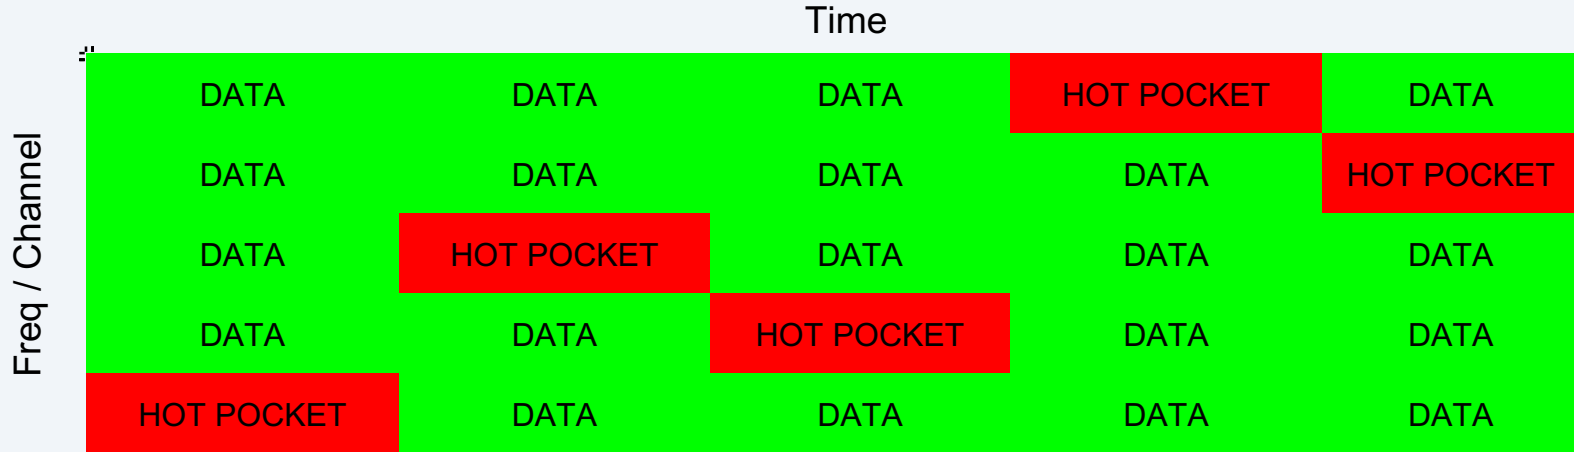 Time
Freq / Channel
DATA DATA DATA HOT POCKET DATA
DATA DATA DATA DATA HOT POCKET
DATA HOT POCKET DATA DATA DATA
DATA DATA HOT POCKET DATA DATA
HOT POCKET DATA DATA DATA DATA